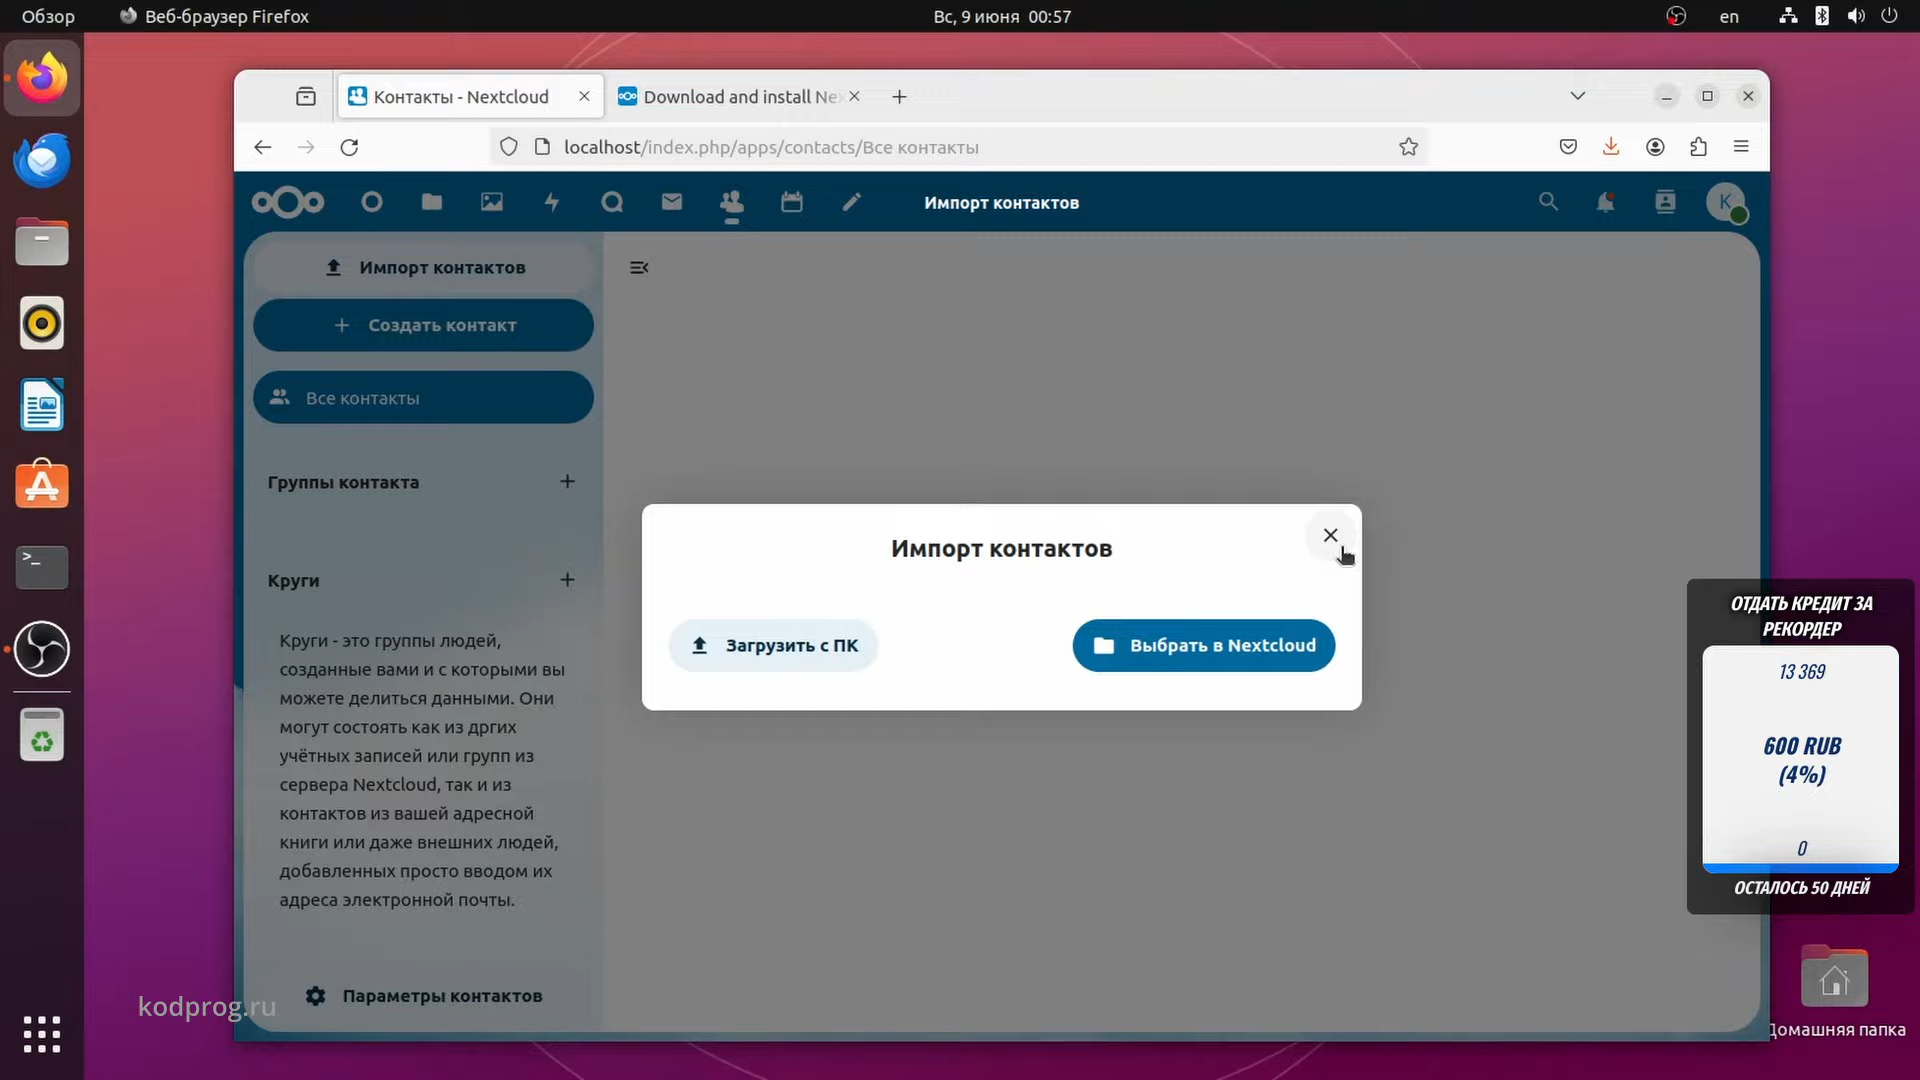 Обзор
Веб-браузер Firefox
Вс, 9 июня 00:57
en
Контакты - Nextcloud
Download and install Ne
localhost/index.php/apps/contacts/Все контакты
Импорт контактов
K
Импорт контактов
Создать контакт
Все контакты
Группы контакта
Круги
Круги - это группы людей,
созданные вами и с которыми вы
можете делиться данными. Они
могут состоять как из дргих
учётных записей или групп из
сервера Nextcloud, так и из
контактов из вашей адресной
книги или даже внешних людей,
добавленных просто вводом их
адреса электронной почты.
Параметры контактов
Импорт контактов
Загрузить с ПК
Выбрать в Nextcloud
ОТДАТЬ КРЕДИТ ЗА
РЕКОРДЕР
13 369
600 RUB
(4%)
0
ОСТАЛОСЬ 50 ДНЕЙ
Домашняя папка
kodprog.ru